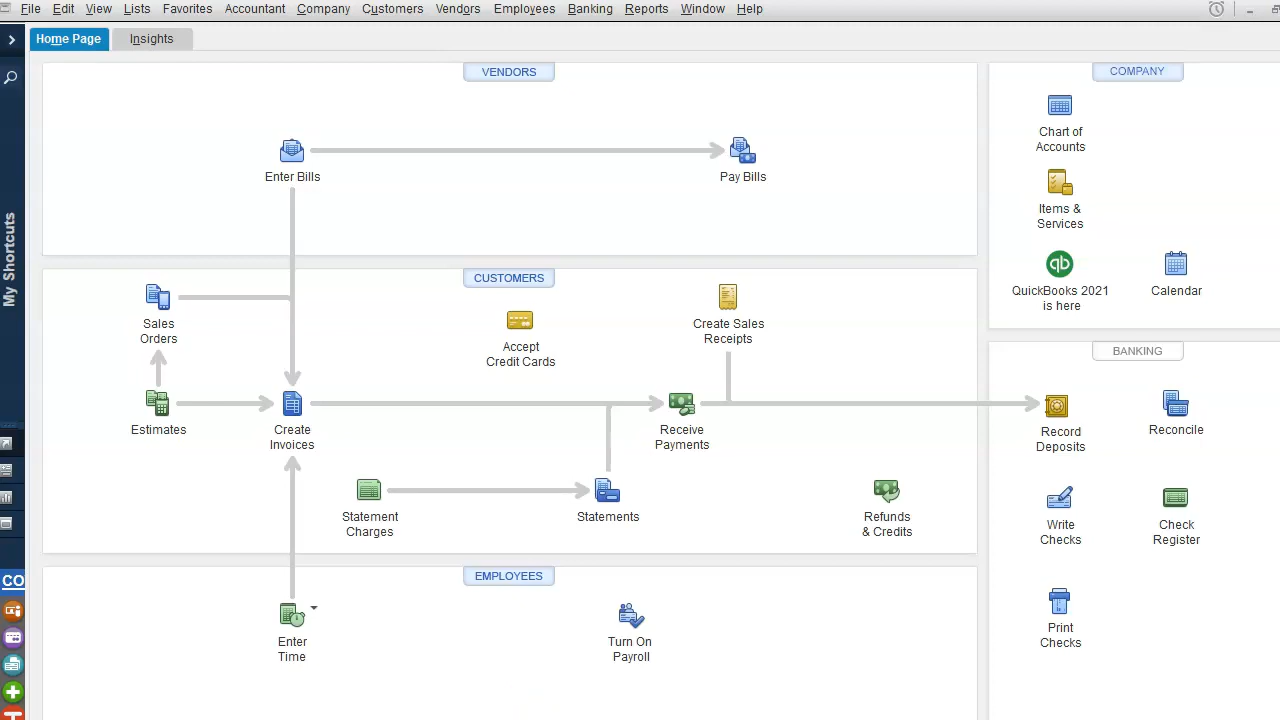 File Edit View Lists Favorites Accountant Company Customers Vendors Employees Banking Reports Window Help
Home Page Insights
My Shortcuts
VENDORS
Enter Bills
Pay Bills
CUSTOMERS
Sales
Orders
Accept
Credit Cards
Create Sales
Receipts
Estimates
Create
Invoices
Receive
Payments
Statement
Charges
Statements
Refunds
& Credits
EMPLOYEES
Enter
Time
Turn On
Payroll
COMPANY
Chart of
Accounts
Items &
Services
qb
QuickBooks 2021
is here
Calendar
BANKING
Record
Deposits
Reconcile
Write
Checks
Check
Register
Print
Checks
CO